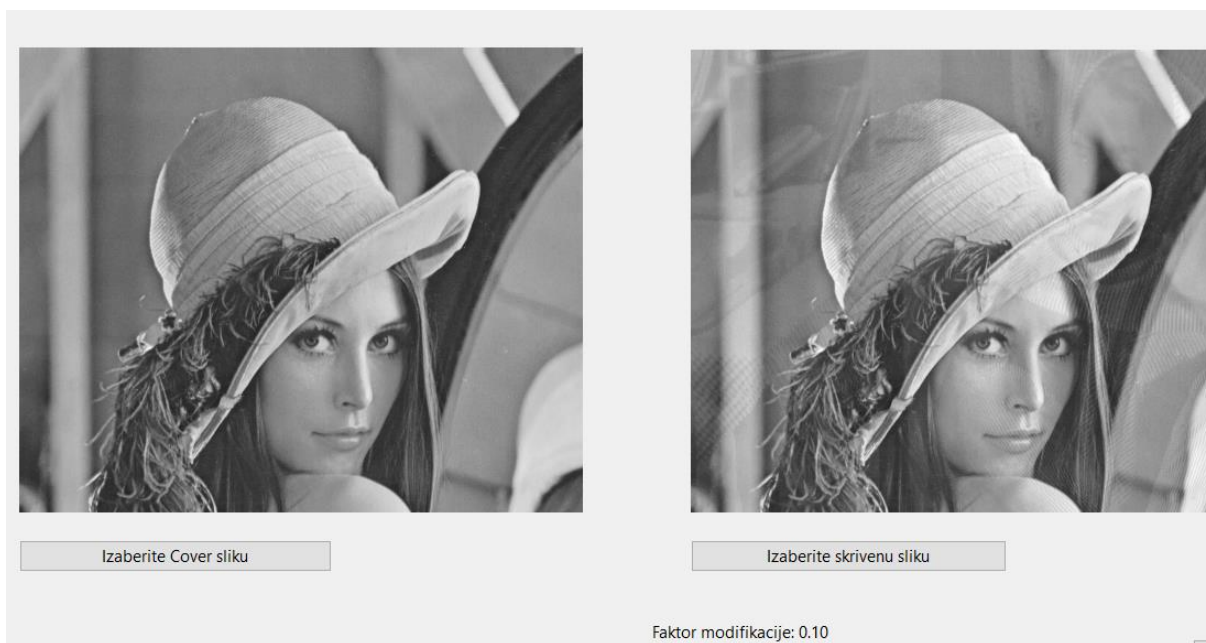 Izaberite Cover sliku
Izaberite skrivenu sliku
Faktor modifikacije: 0.10